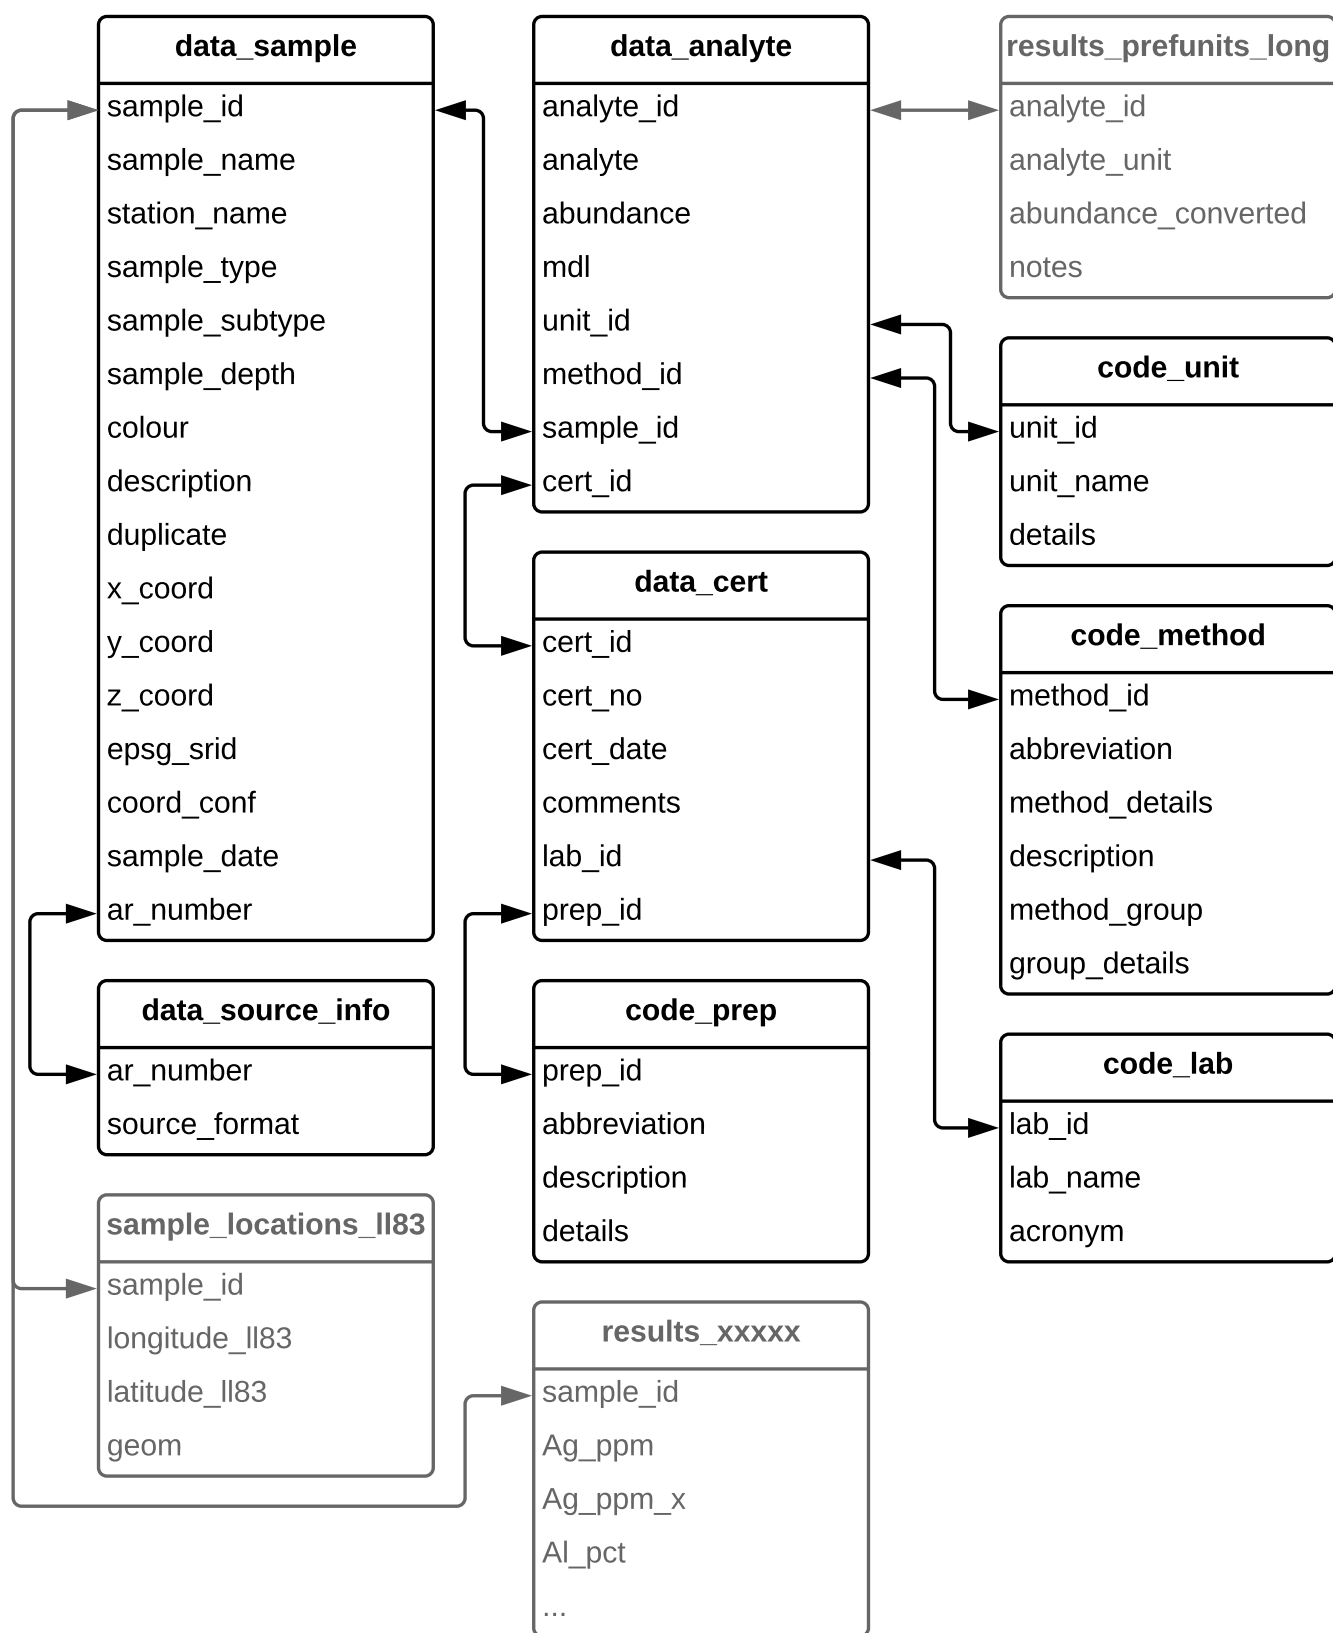 data_sample
sample_id
sample_name
station_name
sample_type
sample_subtype
sample_depth
colour
description
duplicate
x_coord
y_coord
z_coord
epsg_srid
coord_conf
sample_date
ar_number
data_source_info
ar_number
source_format
sample_locations_ll83
sample_id
longitude_ll83
latitude_ll83
geom
data_analyte
analyte_id
analyte
abundance
mdl
unit_id
method_id
sample_id
cert_id
data_cert
cert_id
cert_no
cert_date
comments
lab_id
prep_id
code_prep
prep_id
abbreviation
description
details
results_xxxxx
sample_id
Ag_ppm
Ag_ppm_x
Al_pct
...
results_prefunits_long
analyte_id
analyte_unit
abundance_converted
notes
code_unit
unit_id
unit_name
details
code_method
method_id
abbreviation
method_details
description
method_group
group_details
code_lab
lab_id
lab_name
acronym